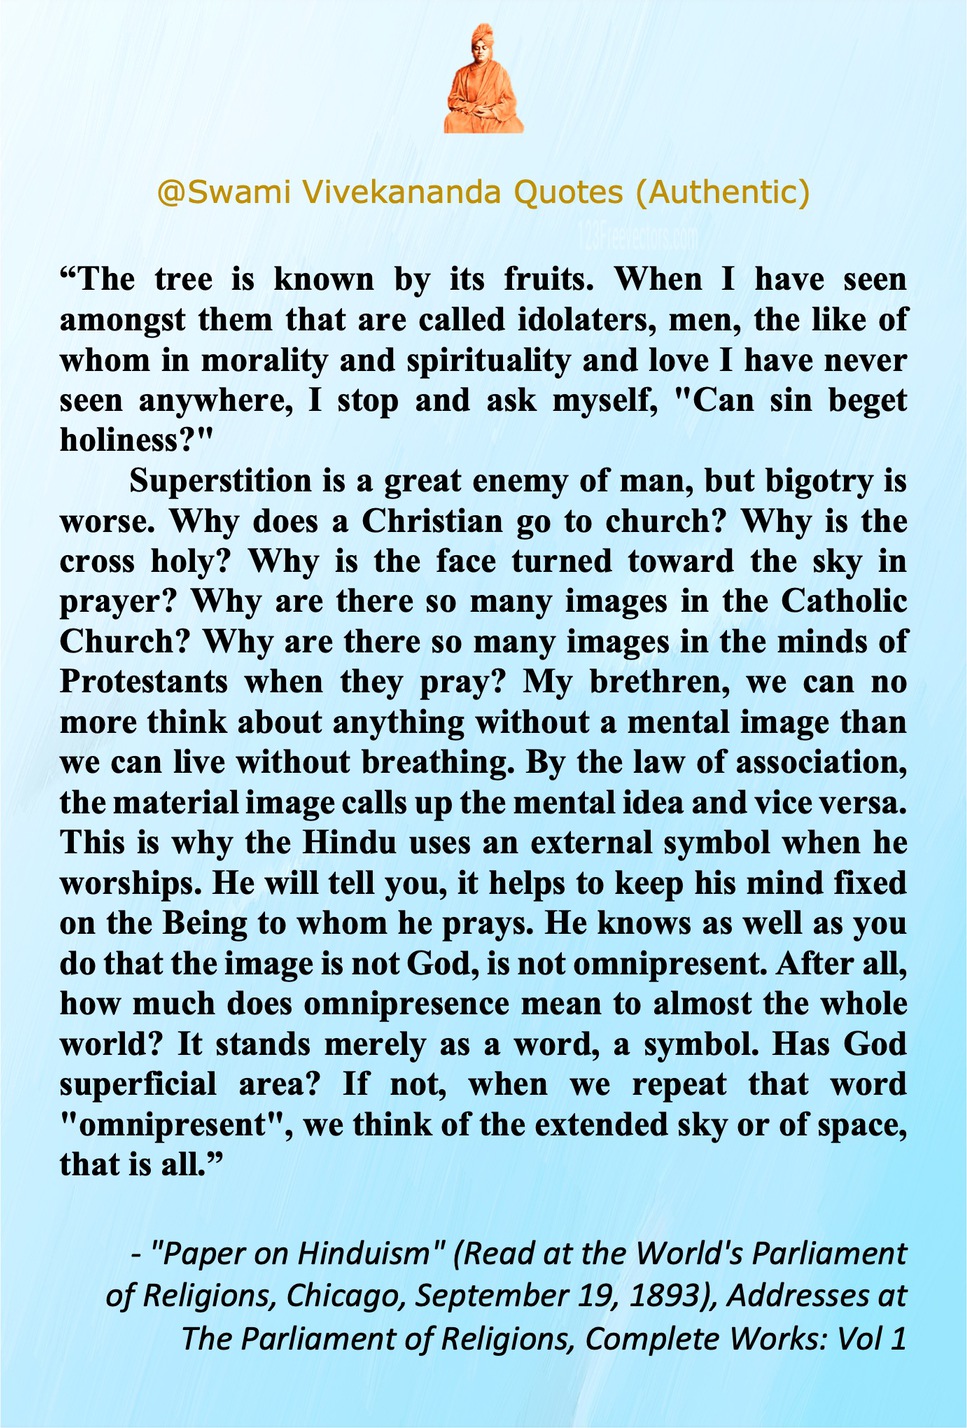 @Swami Vivekananda Quotes (Authentic)
123Freevectors.com
“The tree is known by its fruits. When I have seen
amongst them that are called idolaters, men, the like of
whom in morality and spirituality and love I have never
seen anywhere, I stop and ask myself, "Can sin beget
holiness?"
Superstition is a great enemy of man, but bigotry is
worse. Why does a Christian go to church? Why is the
cross holy? Why is the face turned toward the sky in
prayer? Why are there so many images in the Catholic
Church? Why are there so many images in the minds of
Protestants when they pray? My brethren, we can no
more think about anything without a mental image than
we can live without breathing. By the law of association,
the material image calls up the mental idea and vice versa.
This is why the Hindu uses an external symbol when he
worships. He will tell you, it helps to keep his mind fixed
on the Being to whom he prays. He knows as well as you
do that the image is not God, is not omnipresent. After all,
how much does omnipresence mean to almost the whole
world? It stands merely as a word, a symbol. Has God
superficial area? If not, when we repeat that word
"omnipresent", we think of the extended sky or of space,
that is all.”
- "Paper on Hinduism" (Read at the World's Parliament
of Religions, Chicago, September 19, 1893), Addresses at
The Parliament of Religions, Complete Works: Vol 1